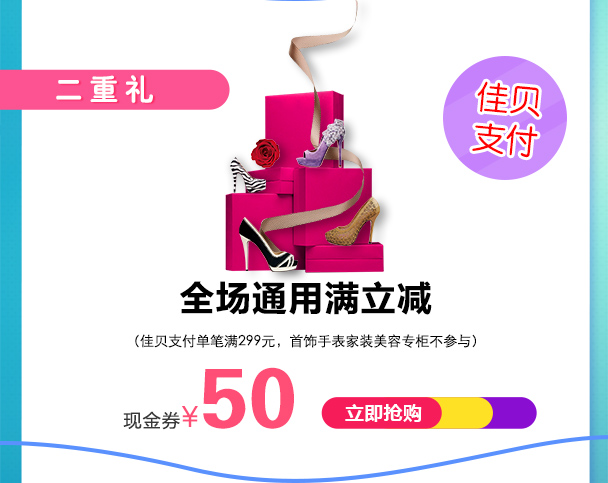 二重礼
佳贝
支付
全场通用满立减
（佳贝支付单笔满299元，首饰手表家装美容专柜不参与）
现金券¥50
立即抢购